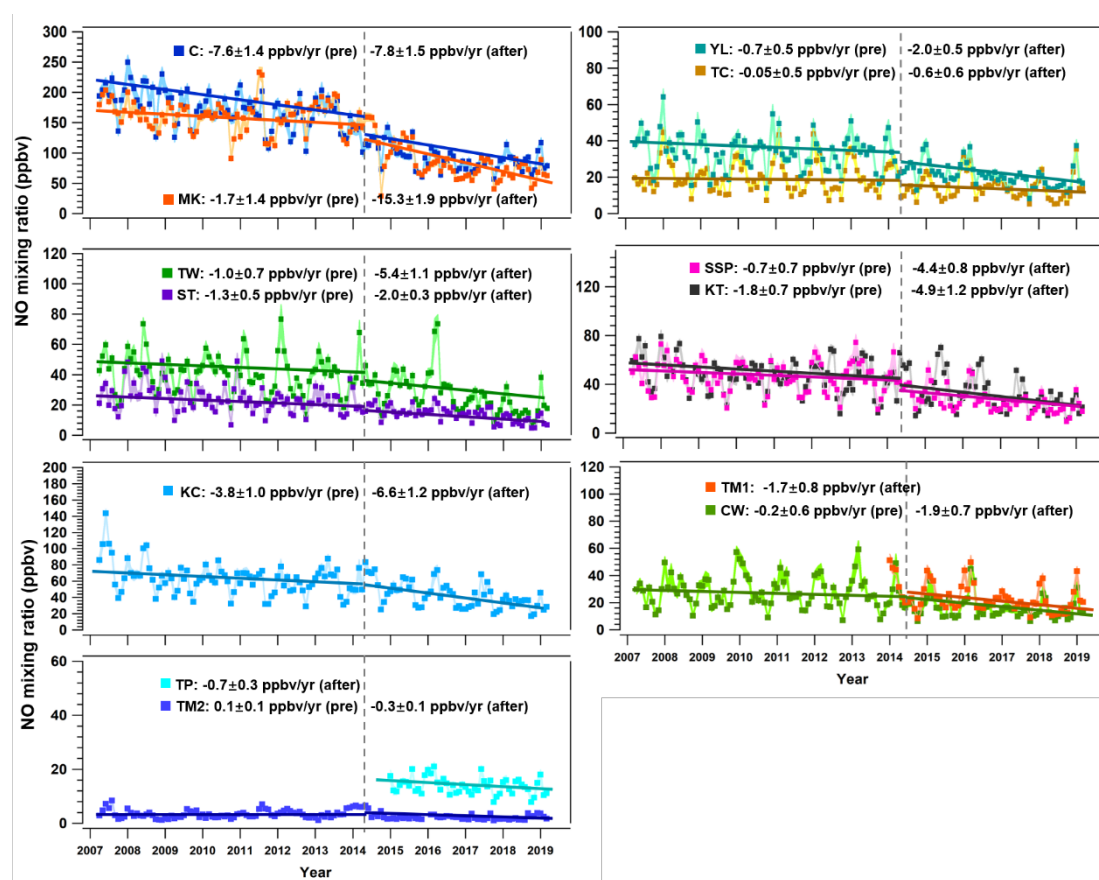 NO mixing ratio (ppbv)
300
250
200
150
100
50
0
C: -7.6±1.4 ppbv/yr (pre) -7.8±1.5 ppbv/yr (after)
MK: -1.7±1.4 ppbv/yr (pre) -15.3±1.9 ppbv/yr (after)
100
80
60
40
20
0
YL: -0.7±0.5 ppbv/yr (pre) -2.0±0.5 ppbv/yr (after)
TC: -0.05±0.5 ppbv/yr (pre) -0.6±0.6 ppbv/yr (after)
120
100
80
60
40
20
0
TW: -1.0±0.7 ppbv/yr (pre) -5.4±1.1 ppbv/yr (after)
ST: -1.3±0.5 ppbv/yr (pre) -2.0±0.3 ppbv/yr (after)
120
80
40
0
SSP: -0.7±0.7 ppbv/yr (pre) -4.4±0.8 ppbv/yr (after)
KT: -1.8±0.7 ppbv/yr (pre) -4.9±1.2 ppbv/yr (after)
NO mixing ratio (ppbv)
200
180
160
140
120
100
80
60
40
20
0
KC: -3.8±1.0 ppbv/yr (pre) -6.6±1.2 ppbv/yr (after)
120
100
80
60
40
20
0
TM1: -1.7±0.8 ppbv/yr (after)
CW: -0.2±0.6 ppbv/yr (pre) -1.9±0.7 ppbv/yr (after)
2007 2008 2009 2010 2011 2012 2013 2014 2015 2016 2017 2018 2019
Year
60
40
20
0
TP: -0.7±0.3 ppbv/yr (after)
TM2: 0.1±0.1 ppbv/yr (pre) -0.3±0.1 ppbv/yr (after)
2007 2008 2009 2010 2011 2012 2013 2014 2015 2016 2017 2018 2019
Year